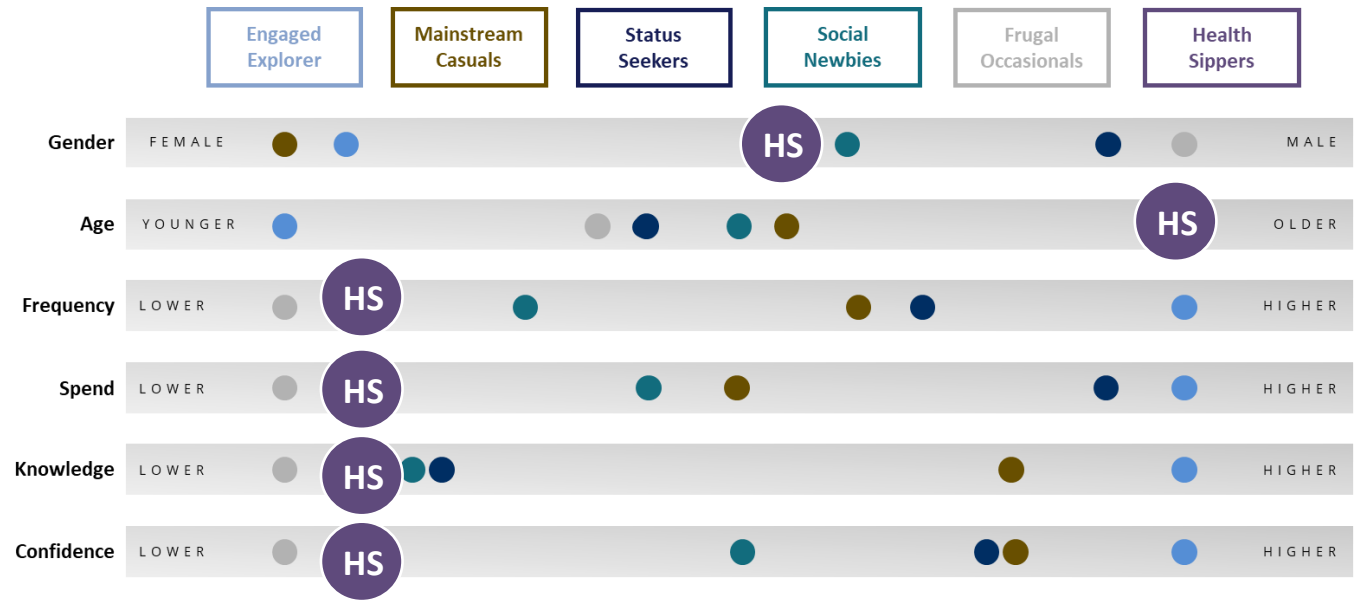 Engaged
Explorer
Mainstream
Casuals
Status
Seekers
Social
Newbies
Frugal
Occasionals
Health
Sippers
Gender FEMALE HS MALE
Age YOUNGER HS OLDER
Frequency LOWER HS HIGHER
Spend LOWER HS HIGHER
Knowledge LOWER HS HIGHER
Confidence LOWER HS HIGHER